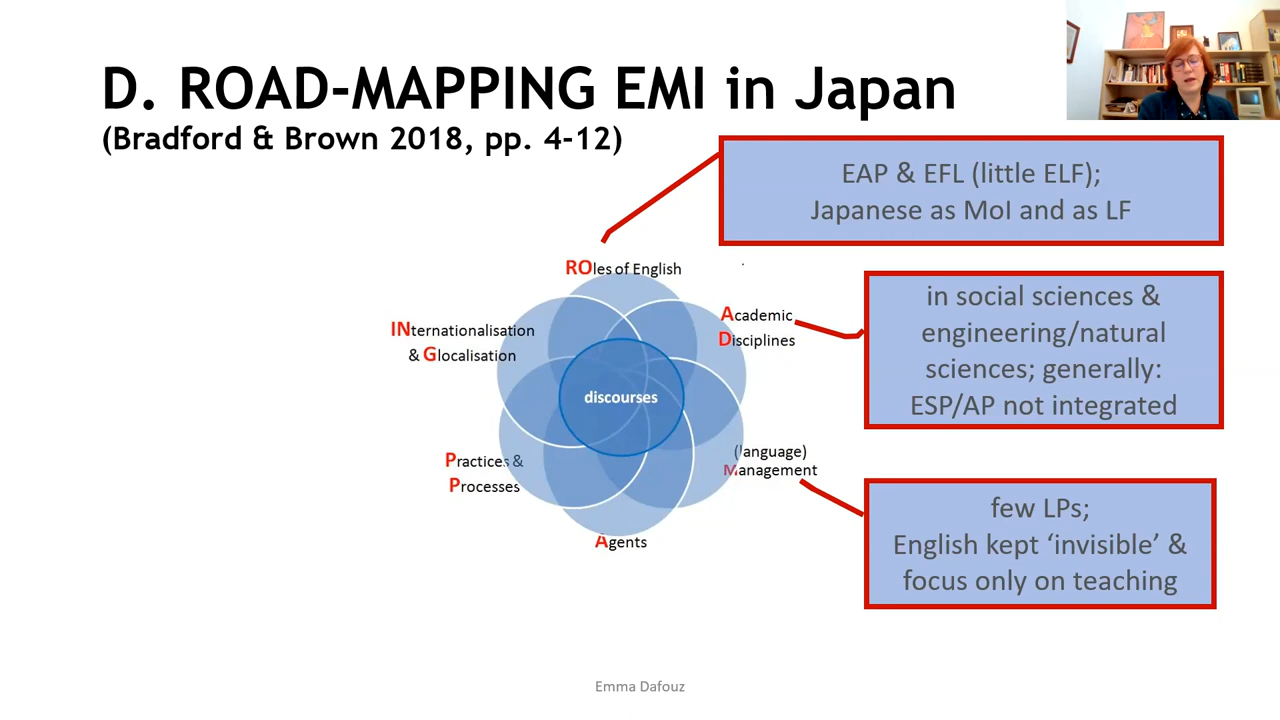 D. ROAD-MAPPING EMI in Japan
(Bradford & Brown 2018, pp. 4-12)
EAP & EFL (little ELF);
Japanese as MoI and as LF
ROles of English
Academic
Disciplines
in social sciences &
engineering/natural
sciences; generally:
ESP/AP not integrated
INternationalisation
& Glocalisation
discourses
(language)
Management
Practices &
Processes
Agents
few LPs;
English kept ‘invisible’ &
focus only on teaching
Emma Dafouz